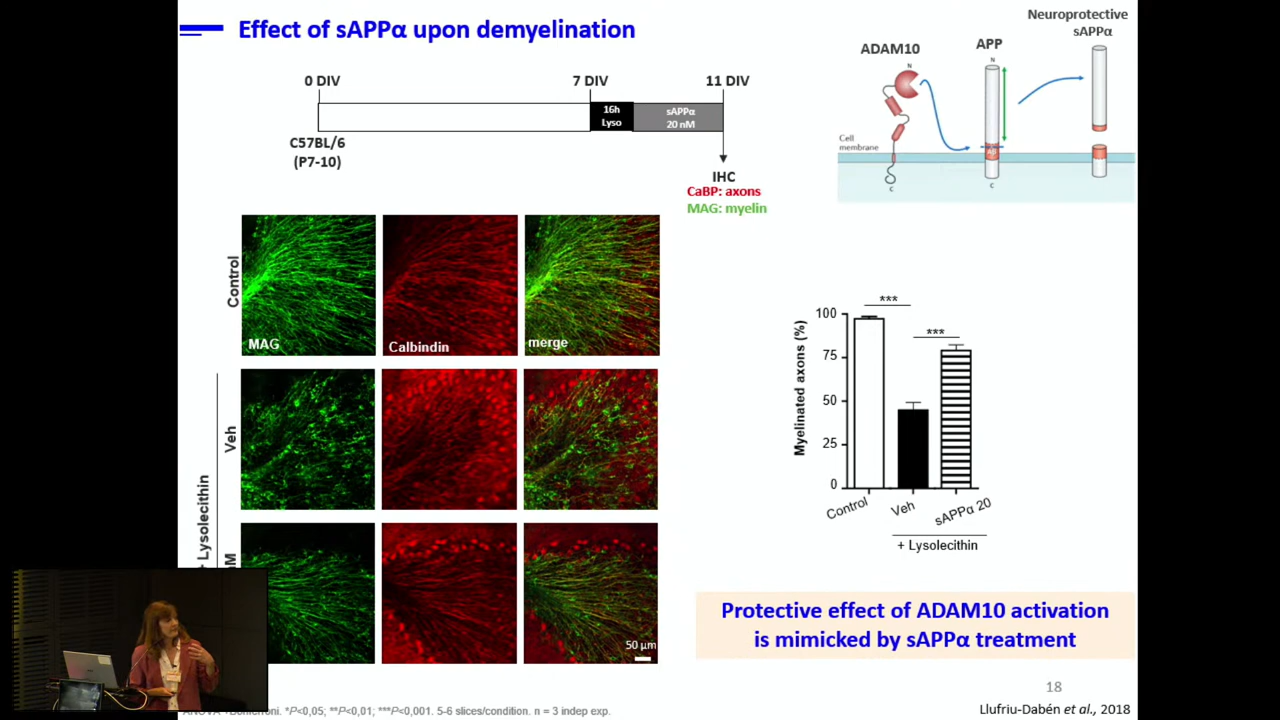 Effect of sAPPα upon demyelination
0 DIV
7 DIV
11 DIV
16h
Lyso
sAPPα
20 nM
C57BL/6
(P7-10)
IHC
CaBP: axons
MAG: myelin
Neuroprotective
sAPPα
ADAM10
APP
N
N
Cell
membrane
C
C
Control
MAG
Calbindin
merge
Veh
+ Lysolecithin
50 µm
***
***
Myelinated axons (%)
100
75
50
25
0
Control
Veh
sAPPα 20
+ Lysolecithin
Protective effect of ADAM10 activation
is mimicked by sAPPα treatment
18
Llufriu-Dabén et al., 2018
*P<0,05; **P<0,01; ***P<0,001. 5-6 slices/condition. n = 3 indep exp.